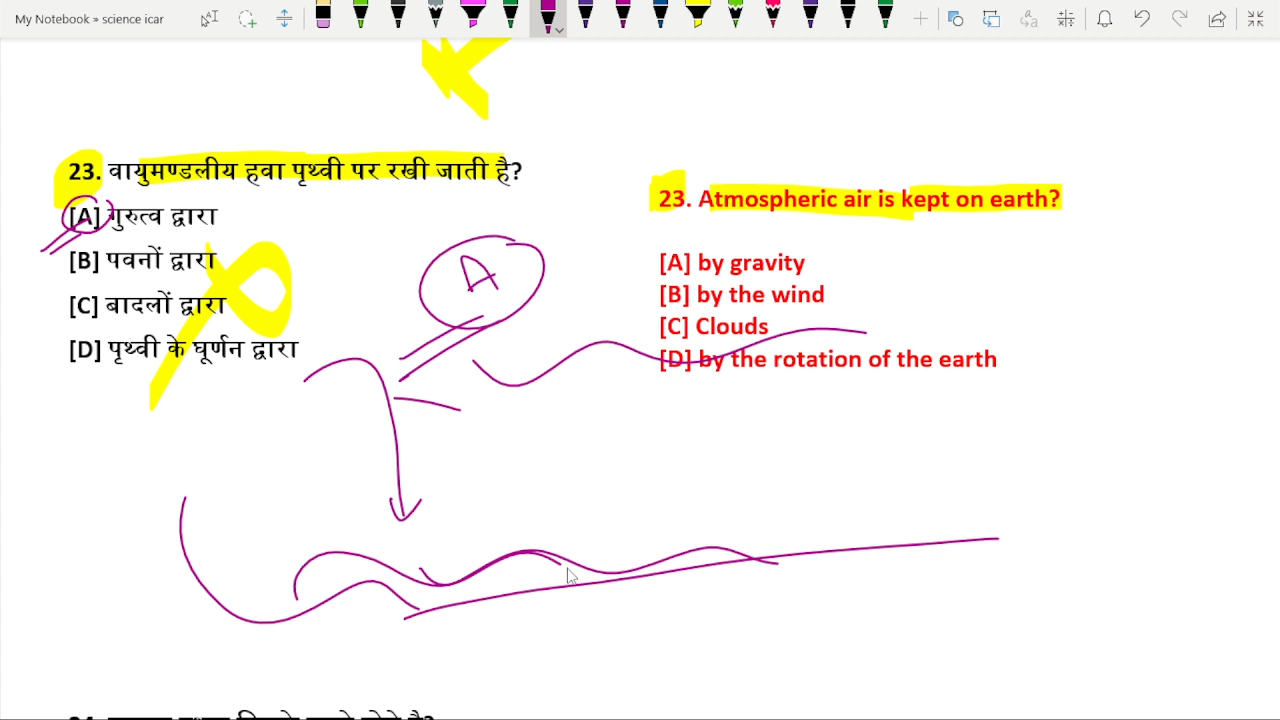 My Notebook » science icar
23. वायुमण्डलीय हवा पृथ्वी पर रखी जाती है?
[A] गुरुत्व द्वारा
[B] पवनों द्वारा
[C] बादलों द्वारा
[D] पृथ्वी के घूर्णन द्वारा
A
23. Atmospheric air is kept on earth?
[A] by gravity
[B] by the wind
[C] Clouds
[D] by the rotation of the earth